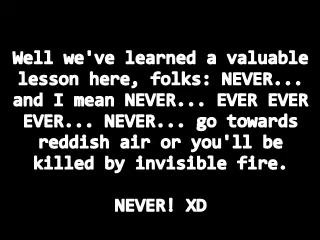 Well we've learned a valuable
lesson here, folks: NEVER...
and I mean NEVER... EVER EVER
EVER... NEVER... go towards
reddish air or you'll be
killed by invisible fire.
NEVER! XD